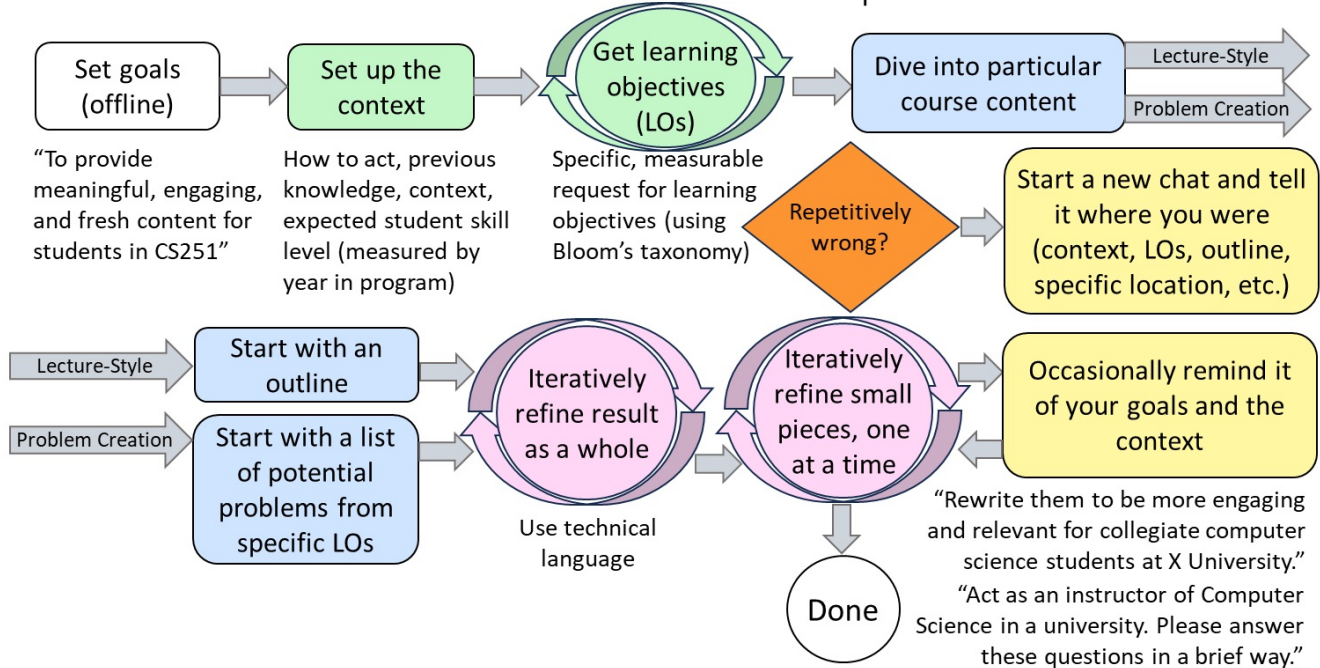 Set goals
(offline)
Set up the
context
Get learning
objectives
(LOs)
Dive into particular
course content
Lecture-Style
Problem Creation
“To provide
meaningful, engaging,
and fresh content for
students in CS251”
How to act, previous
knowledge, context,
expected student skill
level (measured by
year in program)
Specific, measurable
request for learning
objectives (using
Bloom’s taxonomy)
Repetitively
wrong?
Start a new chat and tell
it where you were
(context, LOs, outline,
specific location, etc.)
Lecture-Style
Problem Creation
Start with an
outline
Start with a list
of potential
problems from
specific LOs
Iteratively
refine result
as a whole
Use technical
language
Iteratively
refine small
pieces, one
at a time
Occasionally remind it
of your goals and the
context
“Rewrite them to be more engaging
and relevant for collegiate computer
science students at X University.”
“Act as an instructor of Computer
Science in a university. Please answer
these questions in a brief way.”
Done